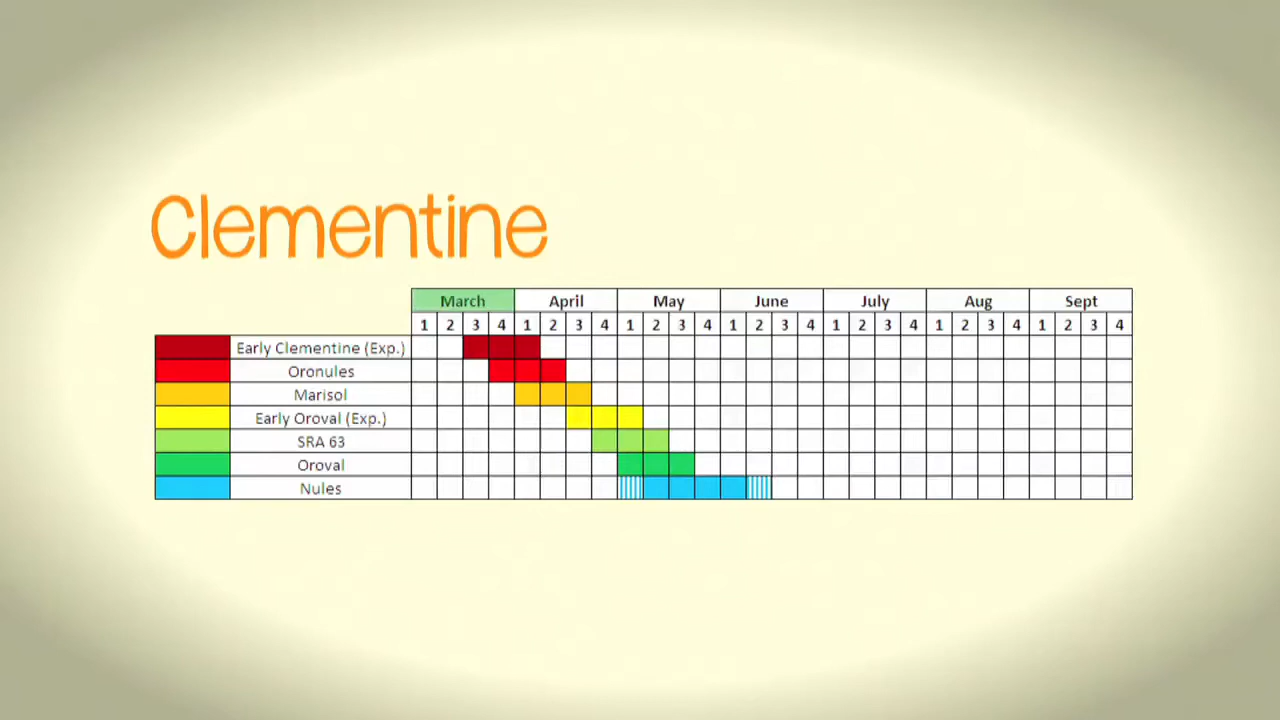 Clementine
March April May June July Aug Sept
1 2 3 4 1 2 3 4 1 2 3 4 1 2 3 4 1 2 3 4 1 2 3 4 1 2 3 4
Early Clementine (Exp.)
Oronules
Marisol
Early Oroval (Exp.)
SRA 63
Oroval
Nules